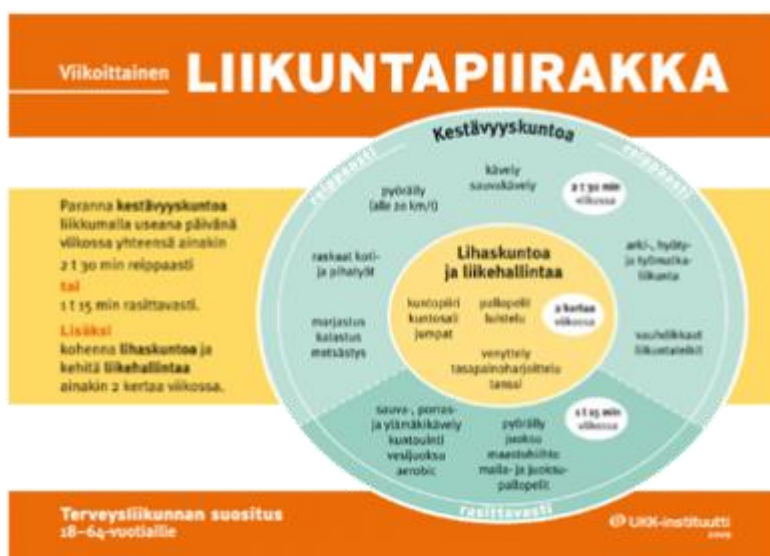 Viikoittainen LIIKUNTAPIIRAKKA
Paranna kestävyyskuntoa
liikkumalla useana päivänä
viikossa yhteensä ainakin
2 t 30 min reippaasti
tai
1 t 15 min rasittavasti.
Lisäksi
kohenna lihaskuntoa ja
kehitä liikehallintaa
ainakin 2 kertaa viikossa.
Kestävyyskuntoa
reippaasti
reippaasti
kävely
sauvakävely
2 t 30 min
viikossa
pyöräily
(alle 20 km/t)
raskaat koti-
ja pihatyöt
marjastus
kalastus
metsästys
arki-, hyöty-
ja työmatka-
liikunta
vauhdikkaat
liikuntaleikit
Lihaskuntoa
ja liikehallintaa
kuntopiiri
kuntosali
jumpat
pallopelit
luistelu
2 kertaa
viikossa
venyttely
tasapainoharjoittelu
tanssi
sauva-, porras-
ja ylämäkikävely
kuntouinti
vesijuoksu
aerobic
pyöräily
juoksu
maastohiihto
maila- ja juoksu-
pallopelit
1 t 15 min
viikossa
rasittavasti
Terveysliikunnan suositus
18–64-vuotiaille
UKK-instituutti
2009